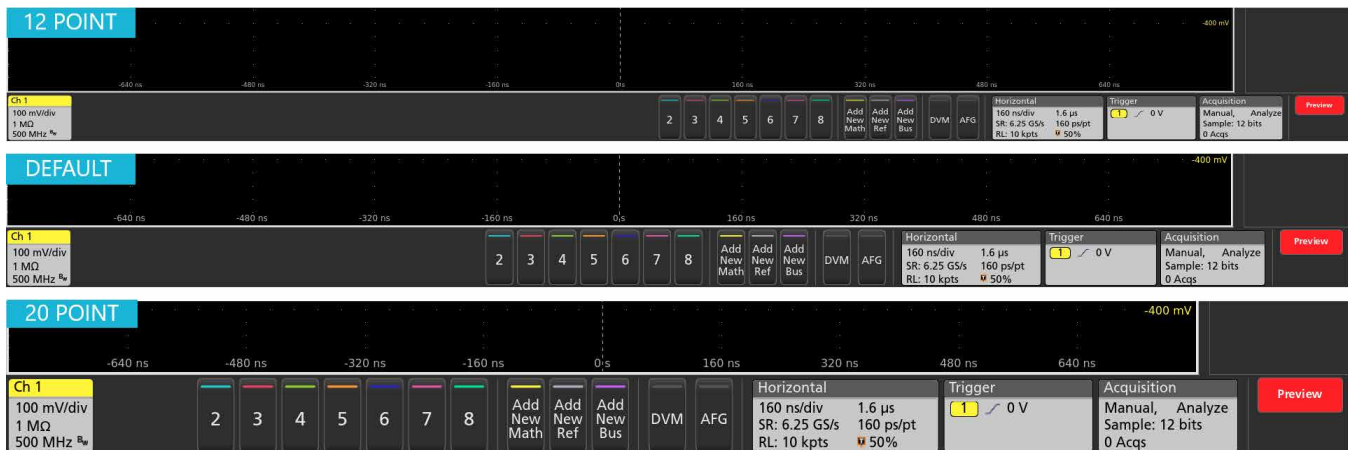 12 POINT
-400 mV
-640 ns -480 ns -320 ns -160 ns 0 s 160 ns 320 ns 480 ns 640 ns
Ch 1 Horizontal Trigger Acquisition Preview
100 mV/div 160 ns/div 1.6 µs 1 0 V Manual, Analyze
1 MΩ 2 3 4 5 6 7 8 Add New Math Add New Ref Add New Bus DVM AFG SR: 6.25 GS/s 160 ps/pt Sample: 12 bits
500 MHz Bw RL: 10 kpts 50% 0 Acqs
DEFAULT
-400 mV
-640 ns -480 ns -320 ns -160 ns 0 s 160 ns 320 ns 480 ns 640 ns
Ch 1 Horizontal Trigger Acquisition Preview
100 mV/div 160 ns/div 1.6 µs 1 0 V Manual, Analyze
1 MΩ 2 3 4 5 6 7 8 Add New Math Add New Ref Add New Bus DVM AFG SR: 6.25 GS/s 160 ps/pt Sample: 12 bits
500 MHz Bw RL: 10 kpts 50% 0 Acqs
20 POINT
-400 mV
-640 ns -480 ns -320 ns -160 ns 0 s 160 ns 320 ns 480 ns 640 ns
Ch 1 Horizontal Trigger Acquisition Preview
100 mV/div 160 ns/div 1.6 µs 1 0 V Manual, Analyze
1 MΩ 2 3 4 5 6 7 8 Add New Math Add New Ref Add New Bus DVM AFG SR: 6.25 GS/s 160 ps/pt Sample: 12 bits
500 MHz Bw RL: 10 kpts 50% 0 Acqs